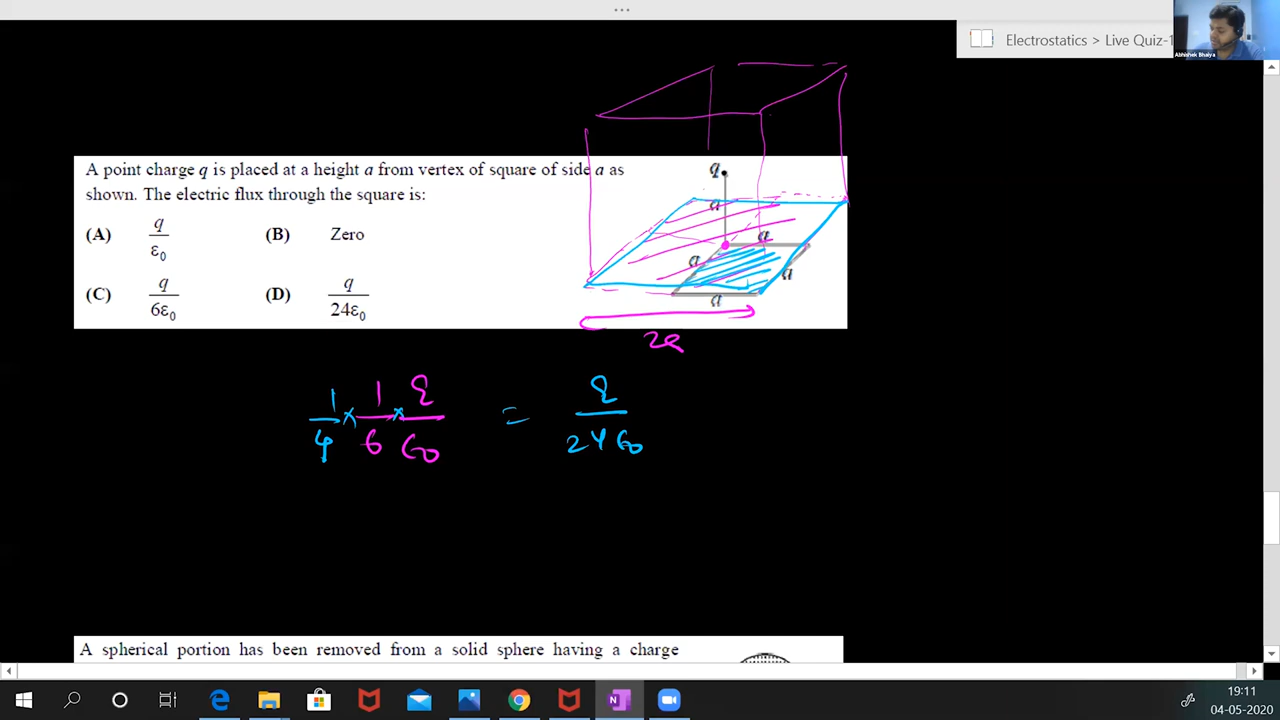 Electrostatics > Live Quiz-1
Abhishek Bhaiya
A point charge q is placed at a height a from vertex of square of side a as
shown. The electric flux through the square is:
(A) q/ε₀ (B) Zero
(C) q/6ε₀ (D) q/24ε₀
q
a
a
a
a
a
2a
1/4 × 1/6 × q/ε₀ = q/24ε₀
A spherical portion has been removed from a solid sphere having a charge
19:11
04-05-2020